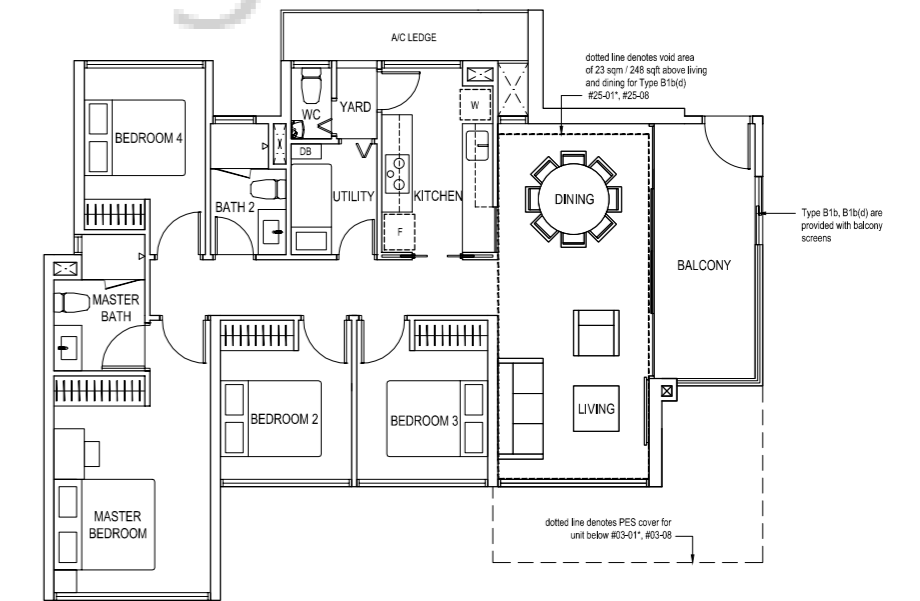 A/C LEDGE
dotted line denotes void area
of 23 sqm / 248 sqft above living
and dining for Type B1b(d)
#25-01*, #25-08
WC
YARD
W
BEDROOM 4
DB
BATH 2
UTILITY
KITCHEN
DINING
F
Type B1b, B1b(d) are
provided with balcony
screens
BALCONY
MASTER
BATH
BEDROOM 2
BEDROOM 3
LIVING
MASTER
BEDROOM
dotted line denotes PES cover for
unit below #03-01*, #03-08